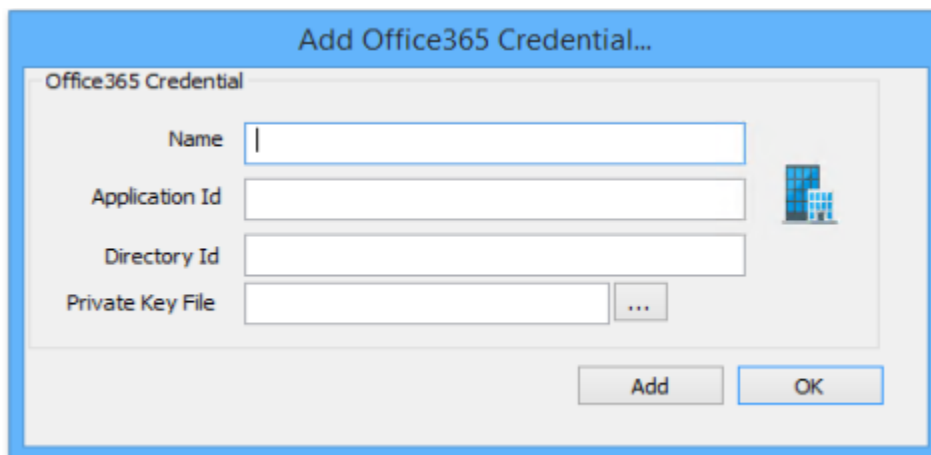 Add Office365 Credential...
Office365 Credential
Name
Application Id
Directory Id
Private Key File ...
Add OK